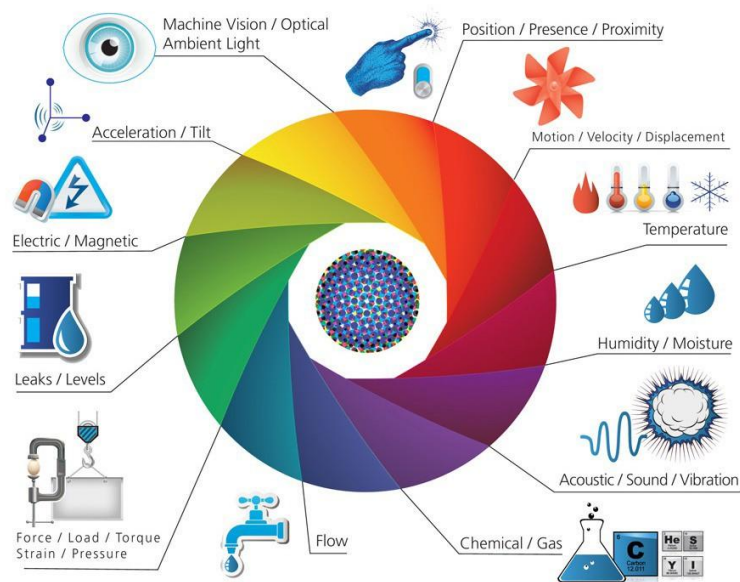 Machine Vision / Optical
Ambient Light
Position / Presence / Proximity
Acceleration / Tilt
Motion / Velocity / Displacement
Electric / Magnetic
Temperature
Leaks / Levels
Humidity / Moisture
Acoustic / Sound / Vibration
Force / Load / Torque
Strain / Pressure
Flow
Chemical / Gas
6
C
Carbon
12.011
He
S
Y
I